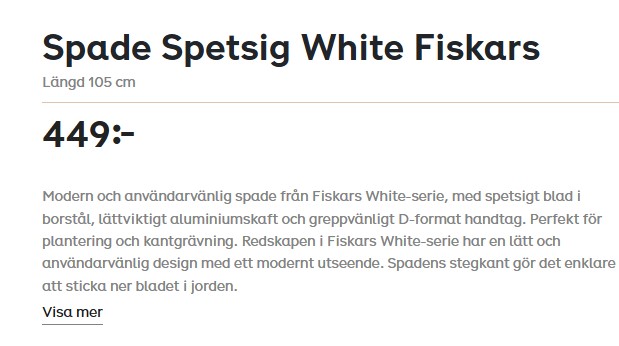 Spade Spetsig White Fiskars
Längd 105 cm
449:-
Modern och användarvänlig spade från Fiskars White-serie, med spetsigt blad i
borstål, lättviktigt aluminiumskaft och greppvänligt D-format handtag. Perfekt för
plantering och kantgrävning. Redskapen i Fiskars White-serie har en lätt och
användarvänlig design med ett modernt utseende. Spadens stegkant gör det enklare
att sticka ner bladet i jorden.
Visa mer